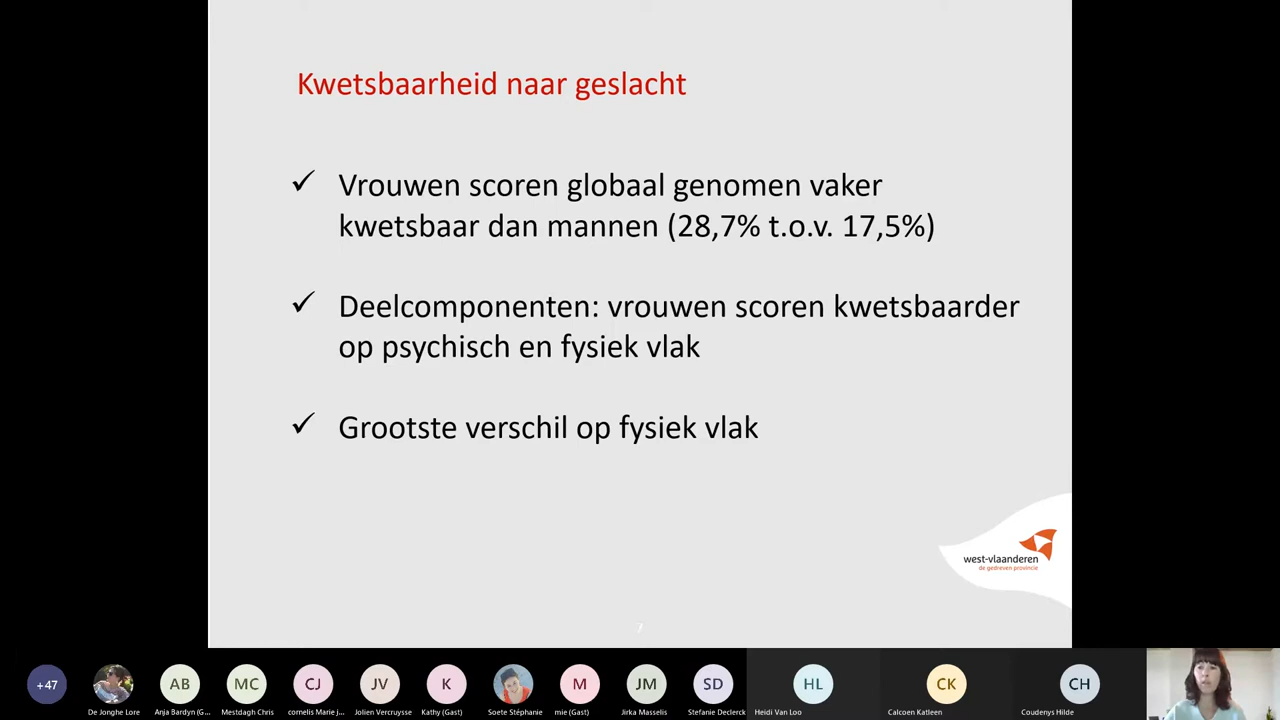 Kwetsbaarheid naar geslacht
✓ Vrouwen scoren globaal genomen vaker
kwetsbaar dan mannen (28,7% t.o.v. 17,5%)
✓ Deelcomponenten: vrouwen scoren kwetsbaarder
op psychisch en fysiek vlak
✓ Grootste verschil op fysiek vlak
west-vlaanderen
de gedreven provincie
7
+47
AB
MC
CJ
JV
K
M
JM
SD
HL
CK
CH
De Jonghe Lore
Anja Bardyn (G...
Mestdagh Chris
cornelis Marie j...
Jolien Vercruysse
Kathy (Gast)
Soete Stéphanie
mie (Gast)
Jirka Masselis
Stefanie Declerck
Heidi Van Loo
Calcoen Katleen
Coudenys Hilde